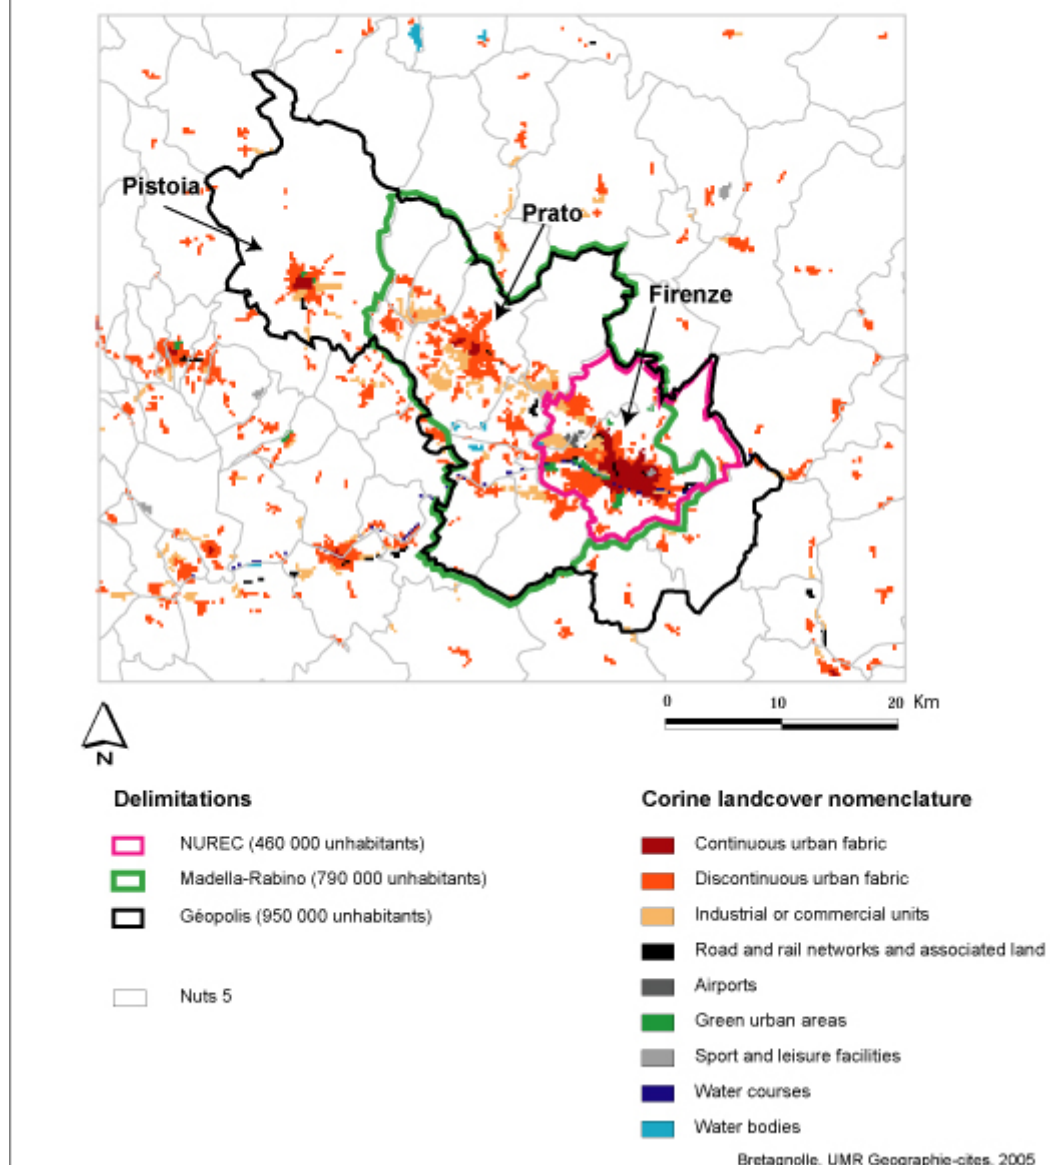 Pistoia
Prato
Firenze
0 10 20 Km
N
Delimitations
NUREC (460 000 unhabitants)
Madella-Rabino (790 000 unhabitants)
Géopolis (950 000 unhabitants)
Nuts 5
Corine landcover nomenclature
Continuous urban fabric
Discontinuous urban fabric
Industrial or commercial units
Road and rail networks and associated land
Airports
Green urban areas
Sport and leisure facilities
Water courses
Water bodies
Bretagnolle, UMR Geographie-cites, 2005